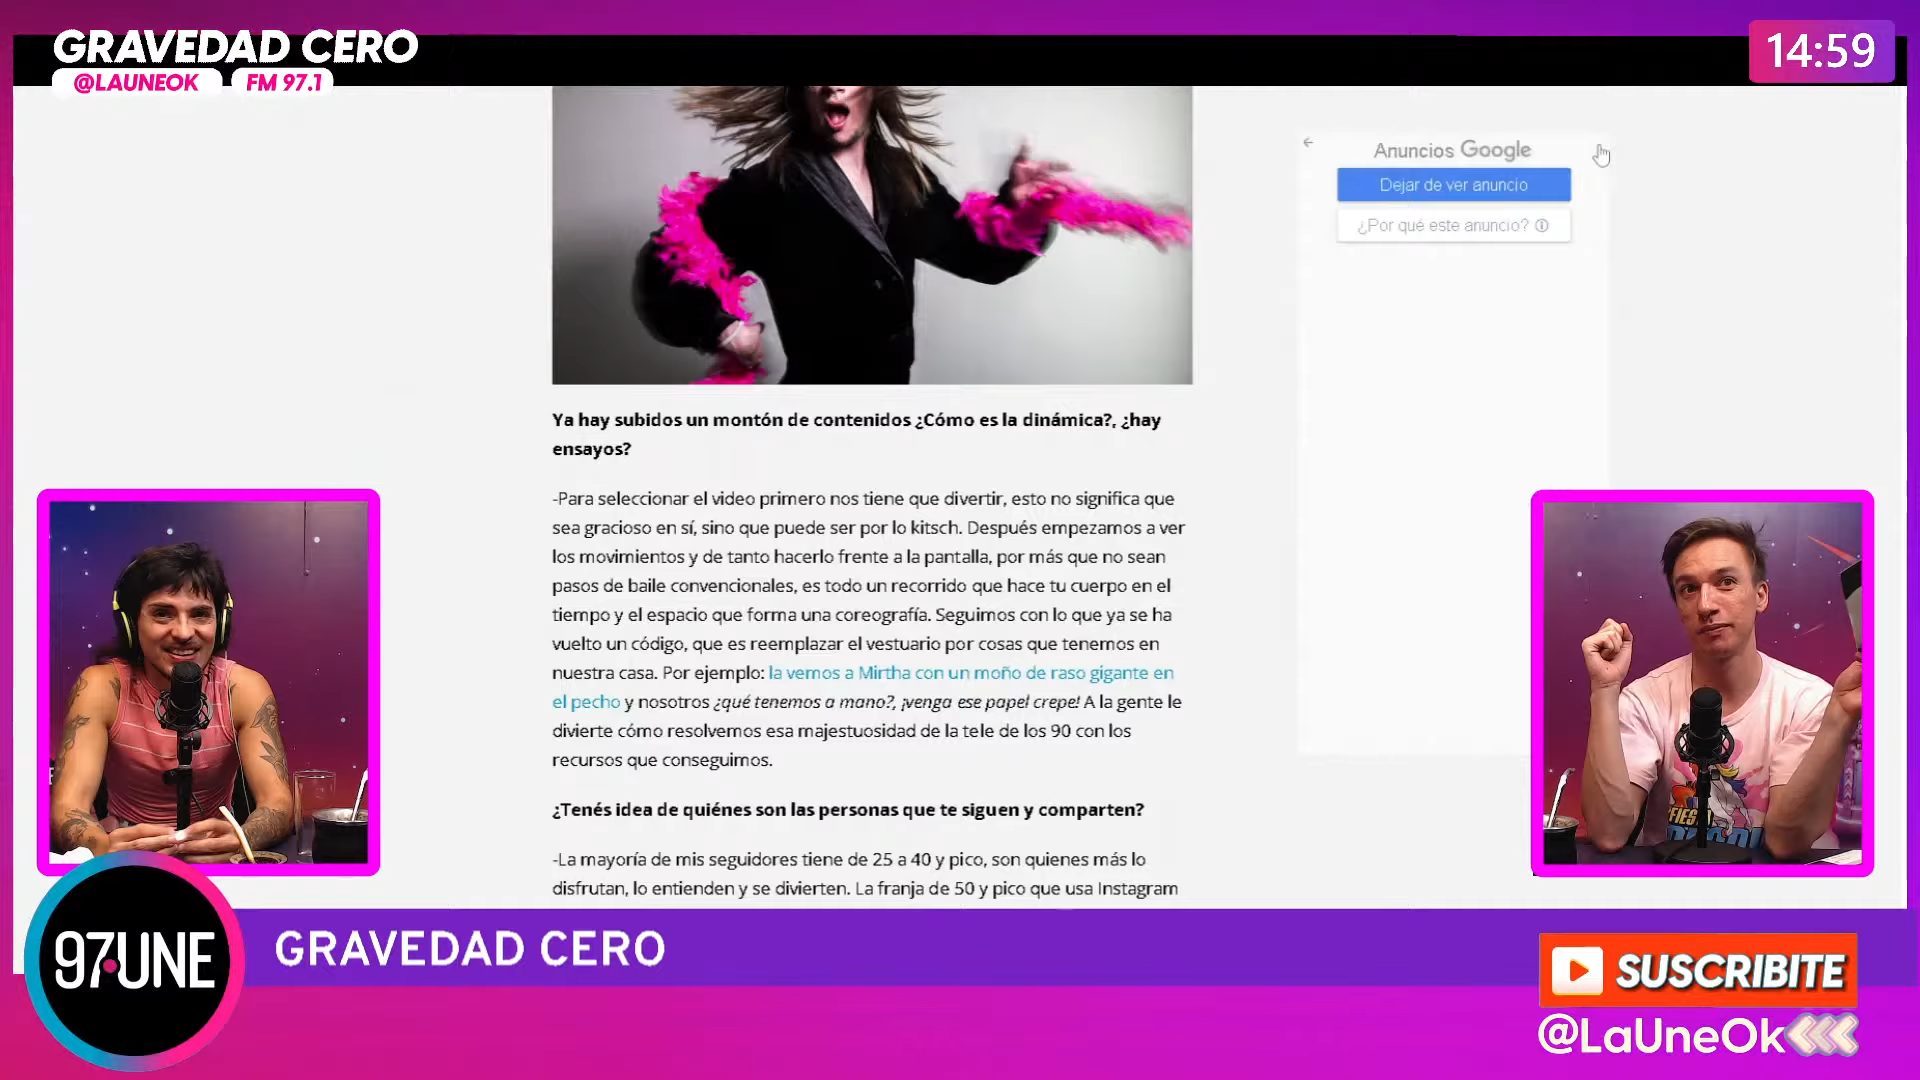 GRAVEDAD CERO
@LAUNEOK FM 97.1
14:59
Anuncios Google
Dejar de ver anuncio
¿Por qué este anuncio?
Ya hay subidos un montón de contenidos ¿Cómo es la dinámica?, ¿hay
ensayos?
-Para seleccionar el video primero nos tiene que divertir, esto no significa que
sea gracioso en sí, sino que puede ser por lo kitsch. Después empezamos a ver
los movimientos y de tanto hacerlo frente a la pantalla, por más que no sean
pasos de baile convencionales, es todo un recorrido que hace tu cuerpo en el
tiempo y el espacio que forma una coreografía. Seguimos con lo que ya se ha
vuelto un código, que es reemplazar el vestuario por cosas que tenemos en
nuestra casa. Por ejemplo: la vemos a Mirtha con un moño de raso gigante en
el pecho y nosotros ¿qué tenemos a mano?, ¡venga ese papel crepe! A la gente le
divierte cómo resolvemos esa majestuosidad de la tele de los 90 con los
recursos que conseguimos.
¿Tenés idea de quiénes son las personas que te siguen y comparten?
-La mayoría de mis seguidores tiene de 25 a 40 y pico, son quienes más lo
disfrutan, lo entienden y se divierten. La franja de 50 y pico que usa Instagram
FIESTA
97.UNE
GRAVEDAD CERO
SUSCRIBITE
@LaUneOk